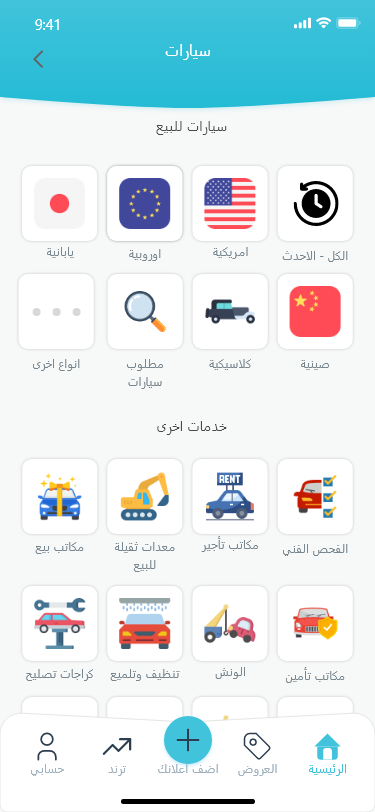 9:41
سيارات
سيارات للبيع
الكل - الاحدث
امريكية
اوروبية
يابانية
صينية
كلاسيكية
مطلوب
سيارات
انواع اخرى
خدمات اخرى
الفحص الفني
RENT
مكاتب تأجير
معدات ثقيلة
للبيع
مكاتب بيع
مكاتب تأمين
الونش
تنظيف وتلميع
كراجات تصليح
الرئيسية
العروض
اضف اعلانك
ترند
حسابي